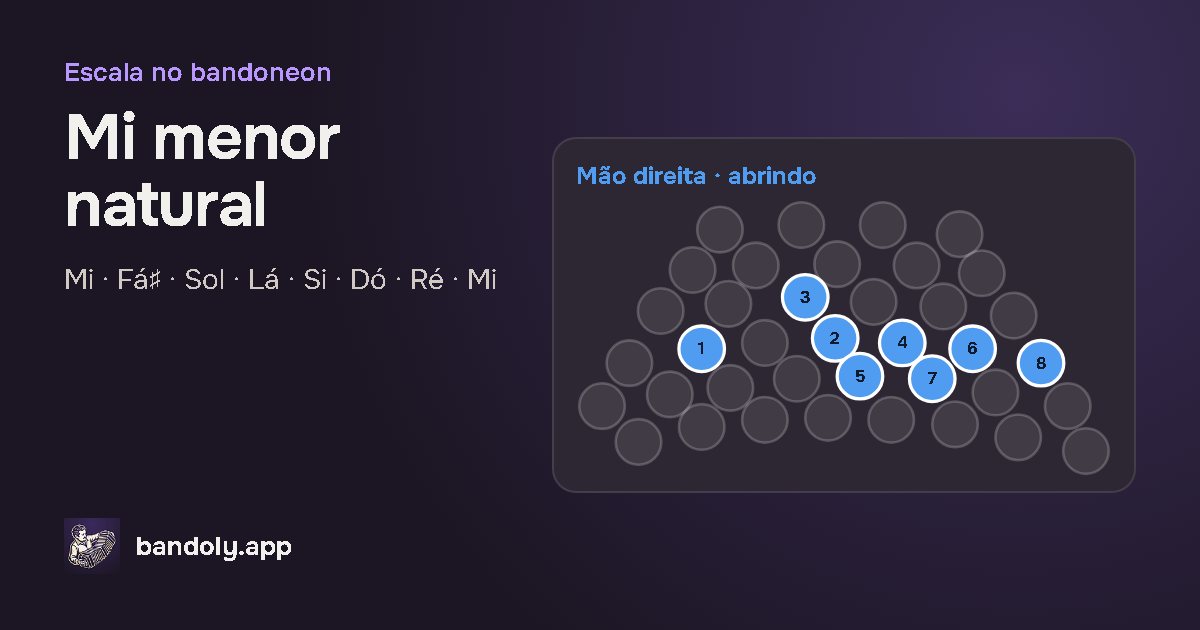 Escala no bandoneon
Mi menor
natural
Mi · Fá♯ · Sol · Lá · Si · Dó · Ré · Mi
Mão direita · abrindo
3
2
4
1
6
8
5
7
bandoly.app